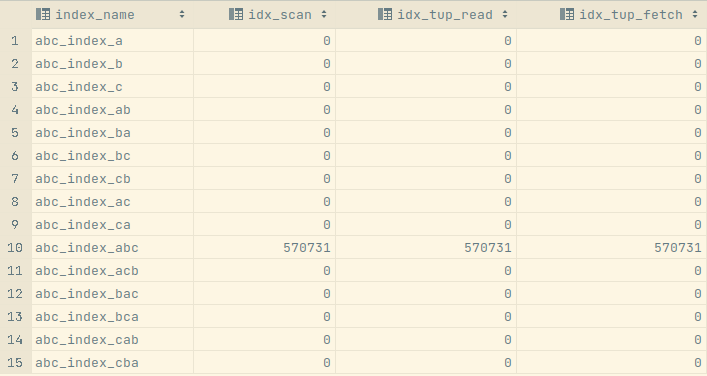 index_name idx_scan idx_tup_read idx_tup_fetch
1 abc_index_a 0 0 0
2 abc_index_b 0 0 0
3 abc_index_c 0 0 0
4 abc_index_ab 0 0 0
5 abc_index_ba 0 0 0
6 abc_index_bc 0 0 0
7 abc_index_cb 0 0 0
8 abc_index_ac 0 0 0
9 abc_index_ca 0 0 0
10 abc_index_abc 570731 570731 570731
11 abc_index_acb 0 0 0
12 abc_index_bac 0 0 0
13 abc_index_bca 0 0 0
14 abc_index_cab 0 0 0
15 abc_index_cba 0 0 0